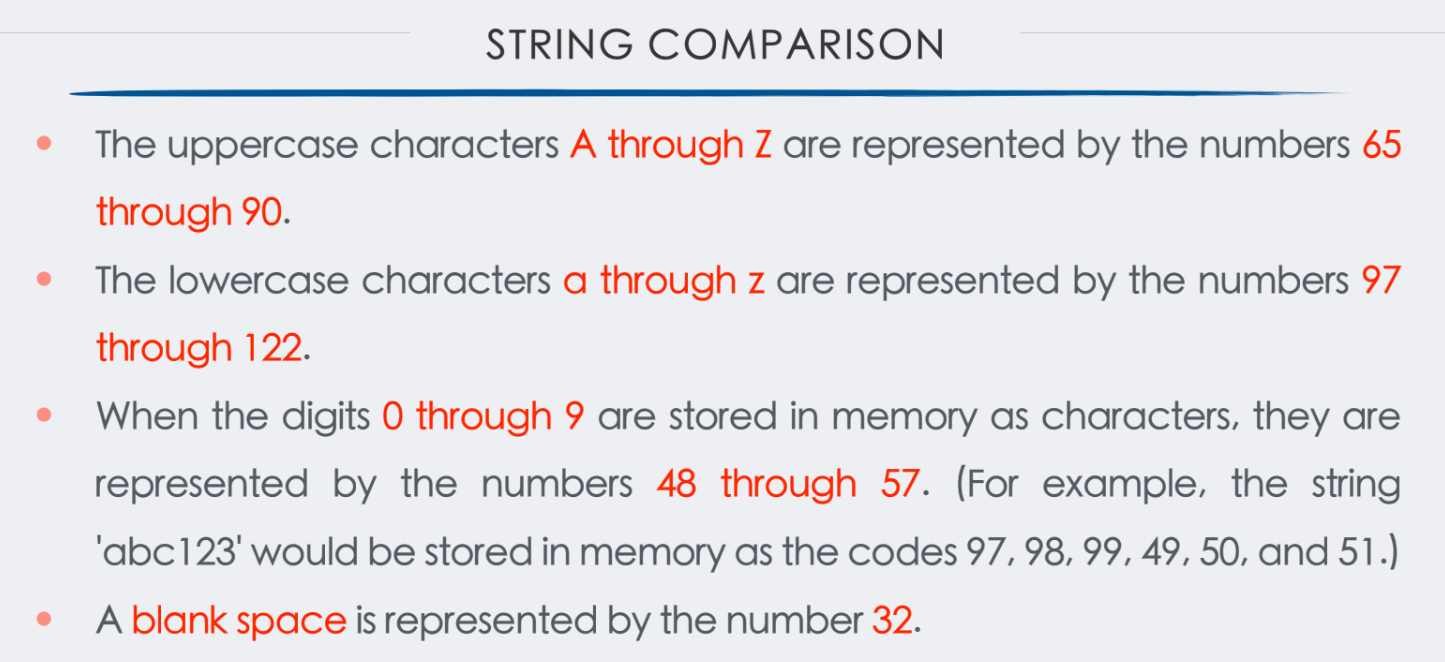 STRING COMPARISON
• The uppercase characters A through Z are represented by the numbers 65
through 90.
• The lowercase characters a through z are represented by the numbers 97
through 122.
• When the digits 0 through 9 are stored in memory as characters, they are
represented by the numbers 48 through 57. (For example, the string
'abc123' would be stored in memory as the codes 97, 98, 99, 49, 50, and 51.)
• A blank space is represented by the number 32.